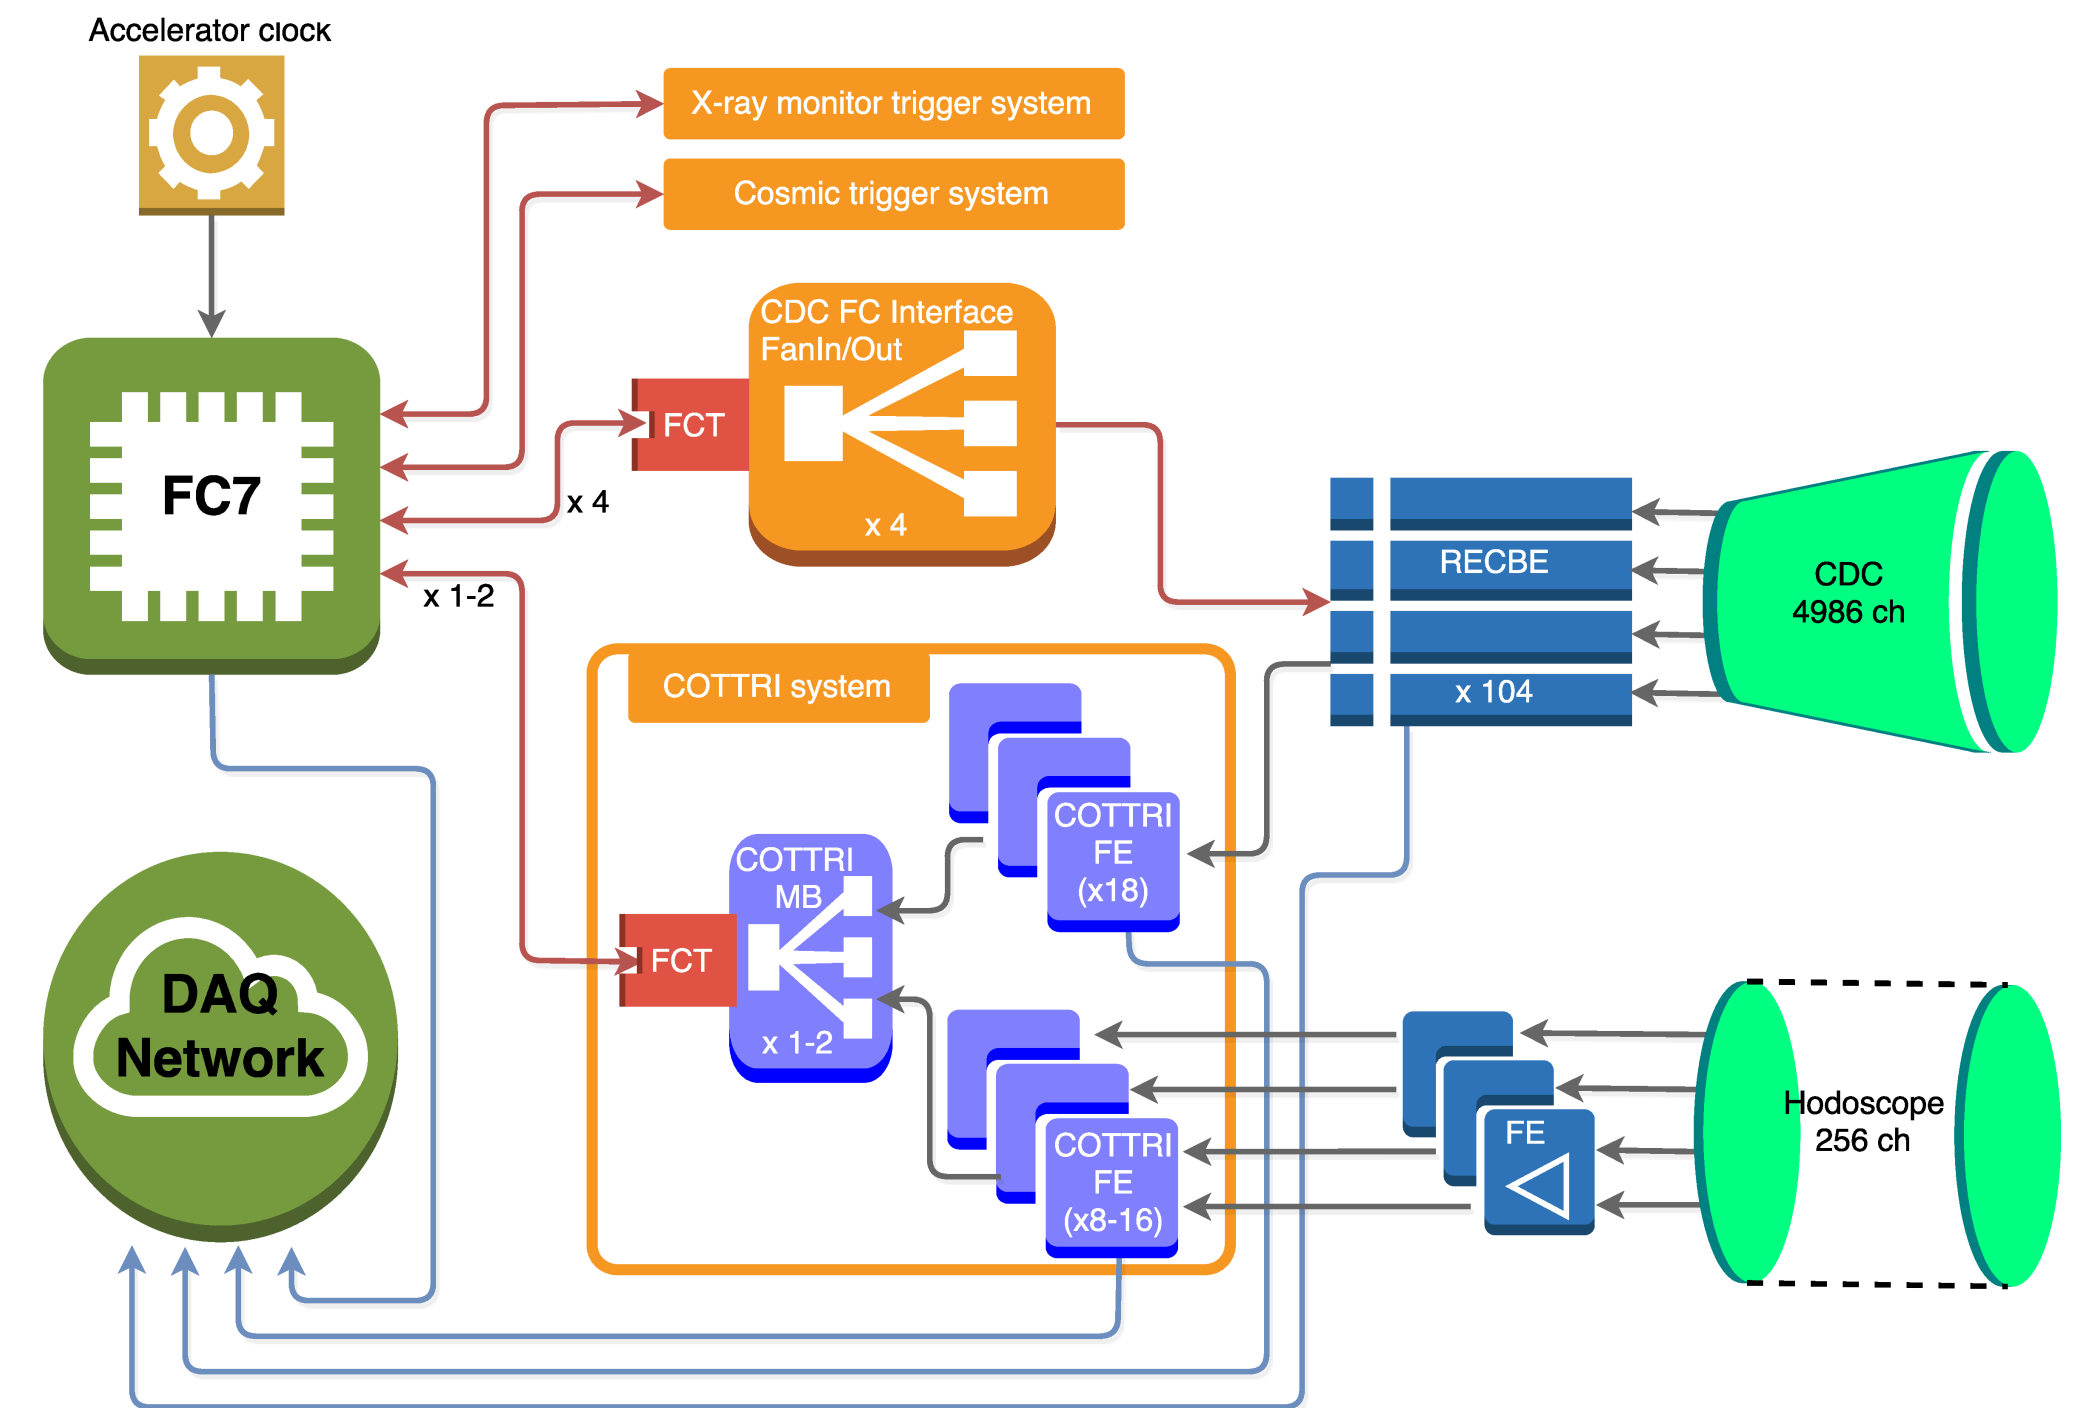 Accelerator clock
X-ray monitor trigger system
Cosmic trigger system
CDC FC Interface
FanIn/Out
FCT
x 4
x 4
FC7
x 1-2
RECBE
x 104
CDC
4986 ch
COTTRI system
COTTRI
FE
(x18)
COTTRI
MB
FCT
x 1-2
DAQ
Network
COTTRI
FE
(x8-16)
FE
Hodoscope
256 ch